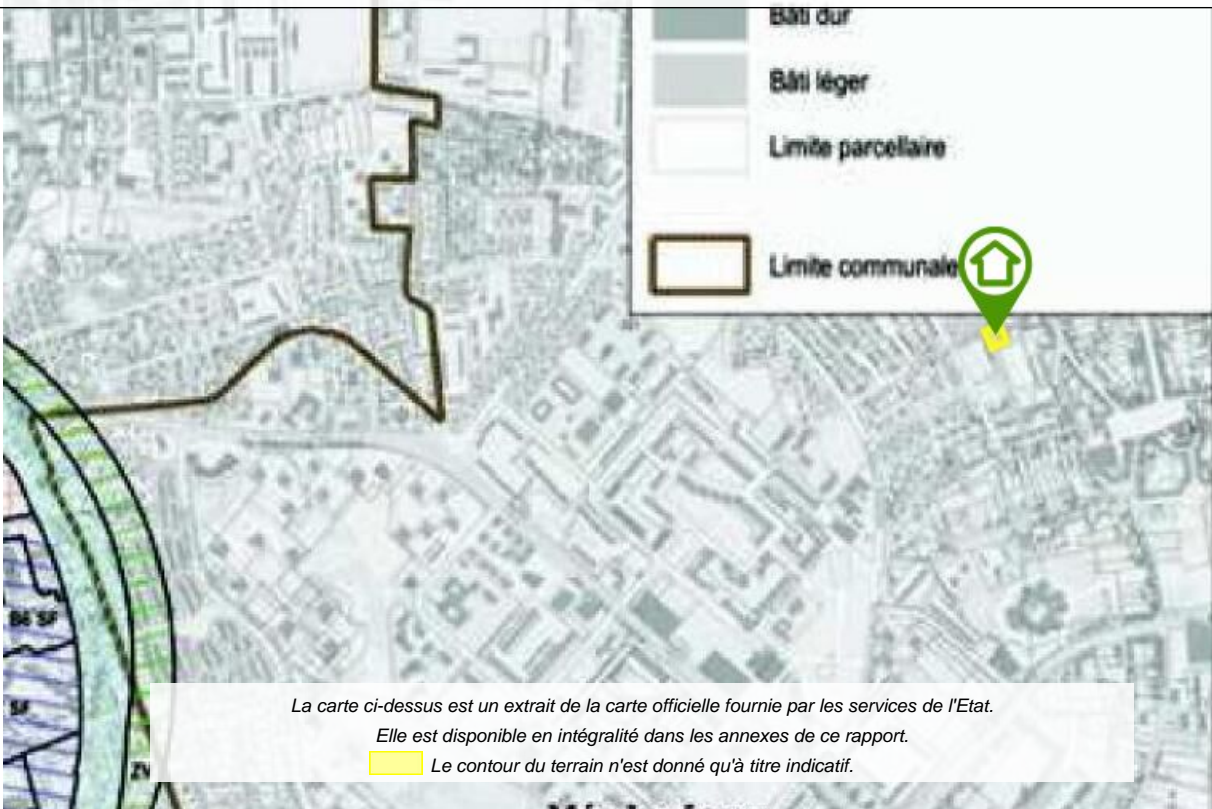 Bâti dur
Bâti léger
Limite parcellaire
Limite communale
B6 SF
SF
La carte ci-dessus est un extrait de la carte officielle fournie par les services de l'Etat.
Elle est disponible en intégralité dans les annexes de ce rapport.
Le contour du terrain n'est donné qu'à titre indicatif.